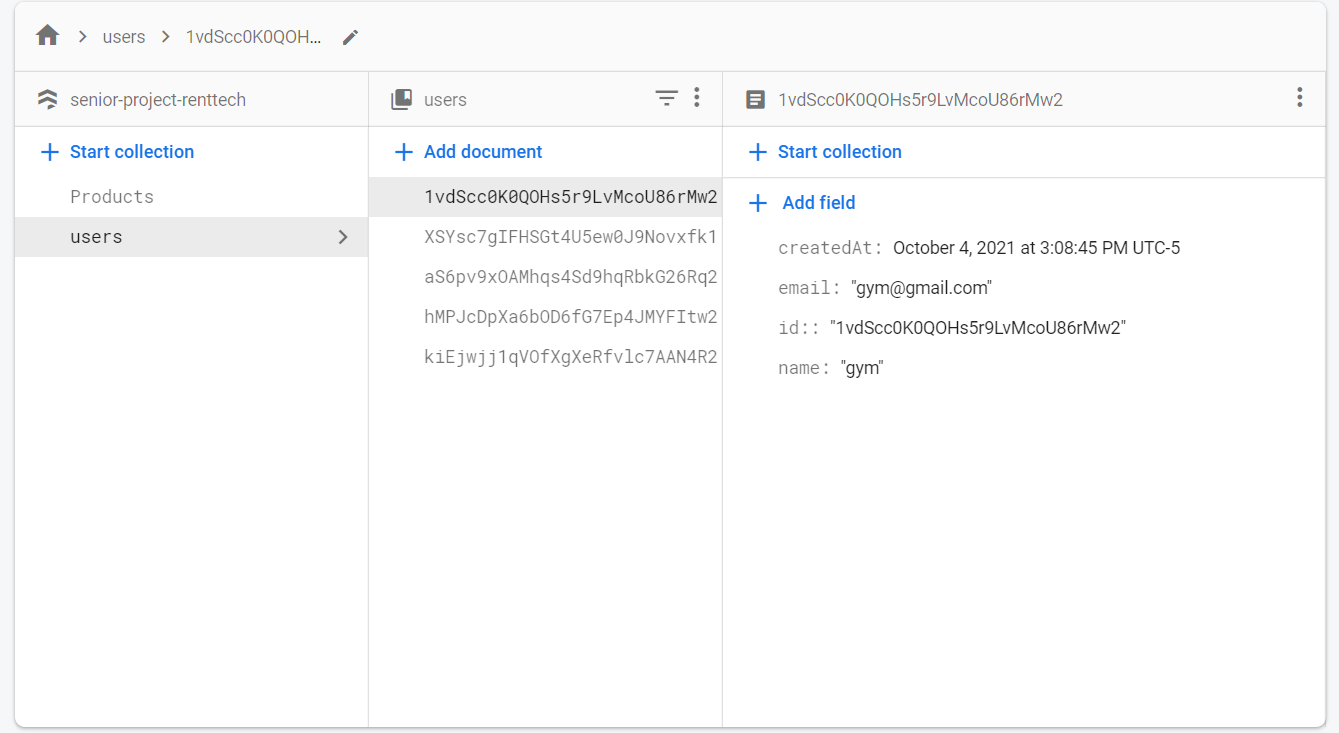 users
1vdScc0K0QOH...
senior-project-renttech
users
1vdScc0K0QOHs5r9LvMcoU86rMw2
Start collection
Products
users
Add document
1vdScc0K0QOHs5r9LvMcoU86rMw2
XSYsc7gIFHSGt4U5ew0J9Novxfk1
aS6pv9xOAMhqs4Sd9hqRbkG26Rq2
hMPJcDpXa6bOD6fG7Ep4JMYFItw2
kiEjwjj1qVOfXgXeRfvlc7AAN4R2
Start collection
Add field
createdAt: October 4, 2021 at 3:08:45 PM UTC-5
email: "gym@gmail.com"
id:: "1vdScc0K0QOHs5r9LvMcoU86rMw2"
name: "gym"